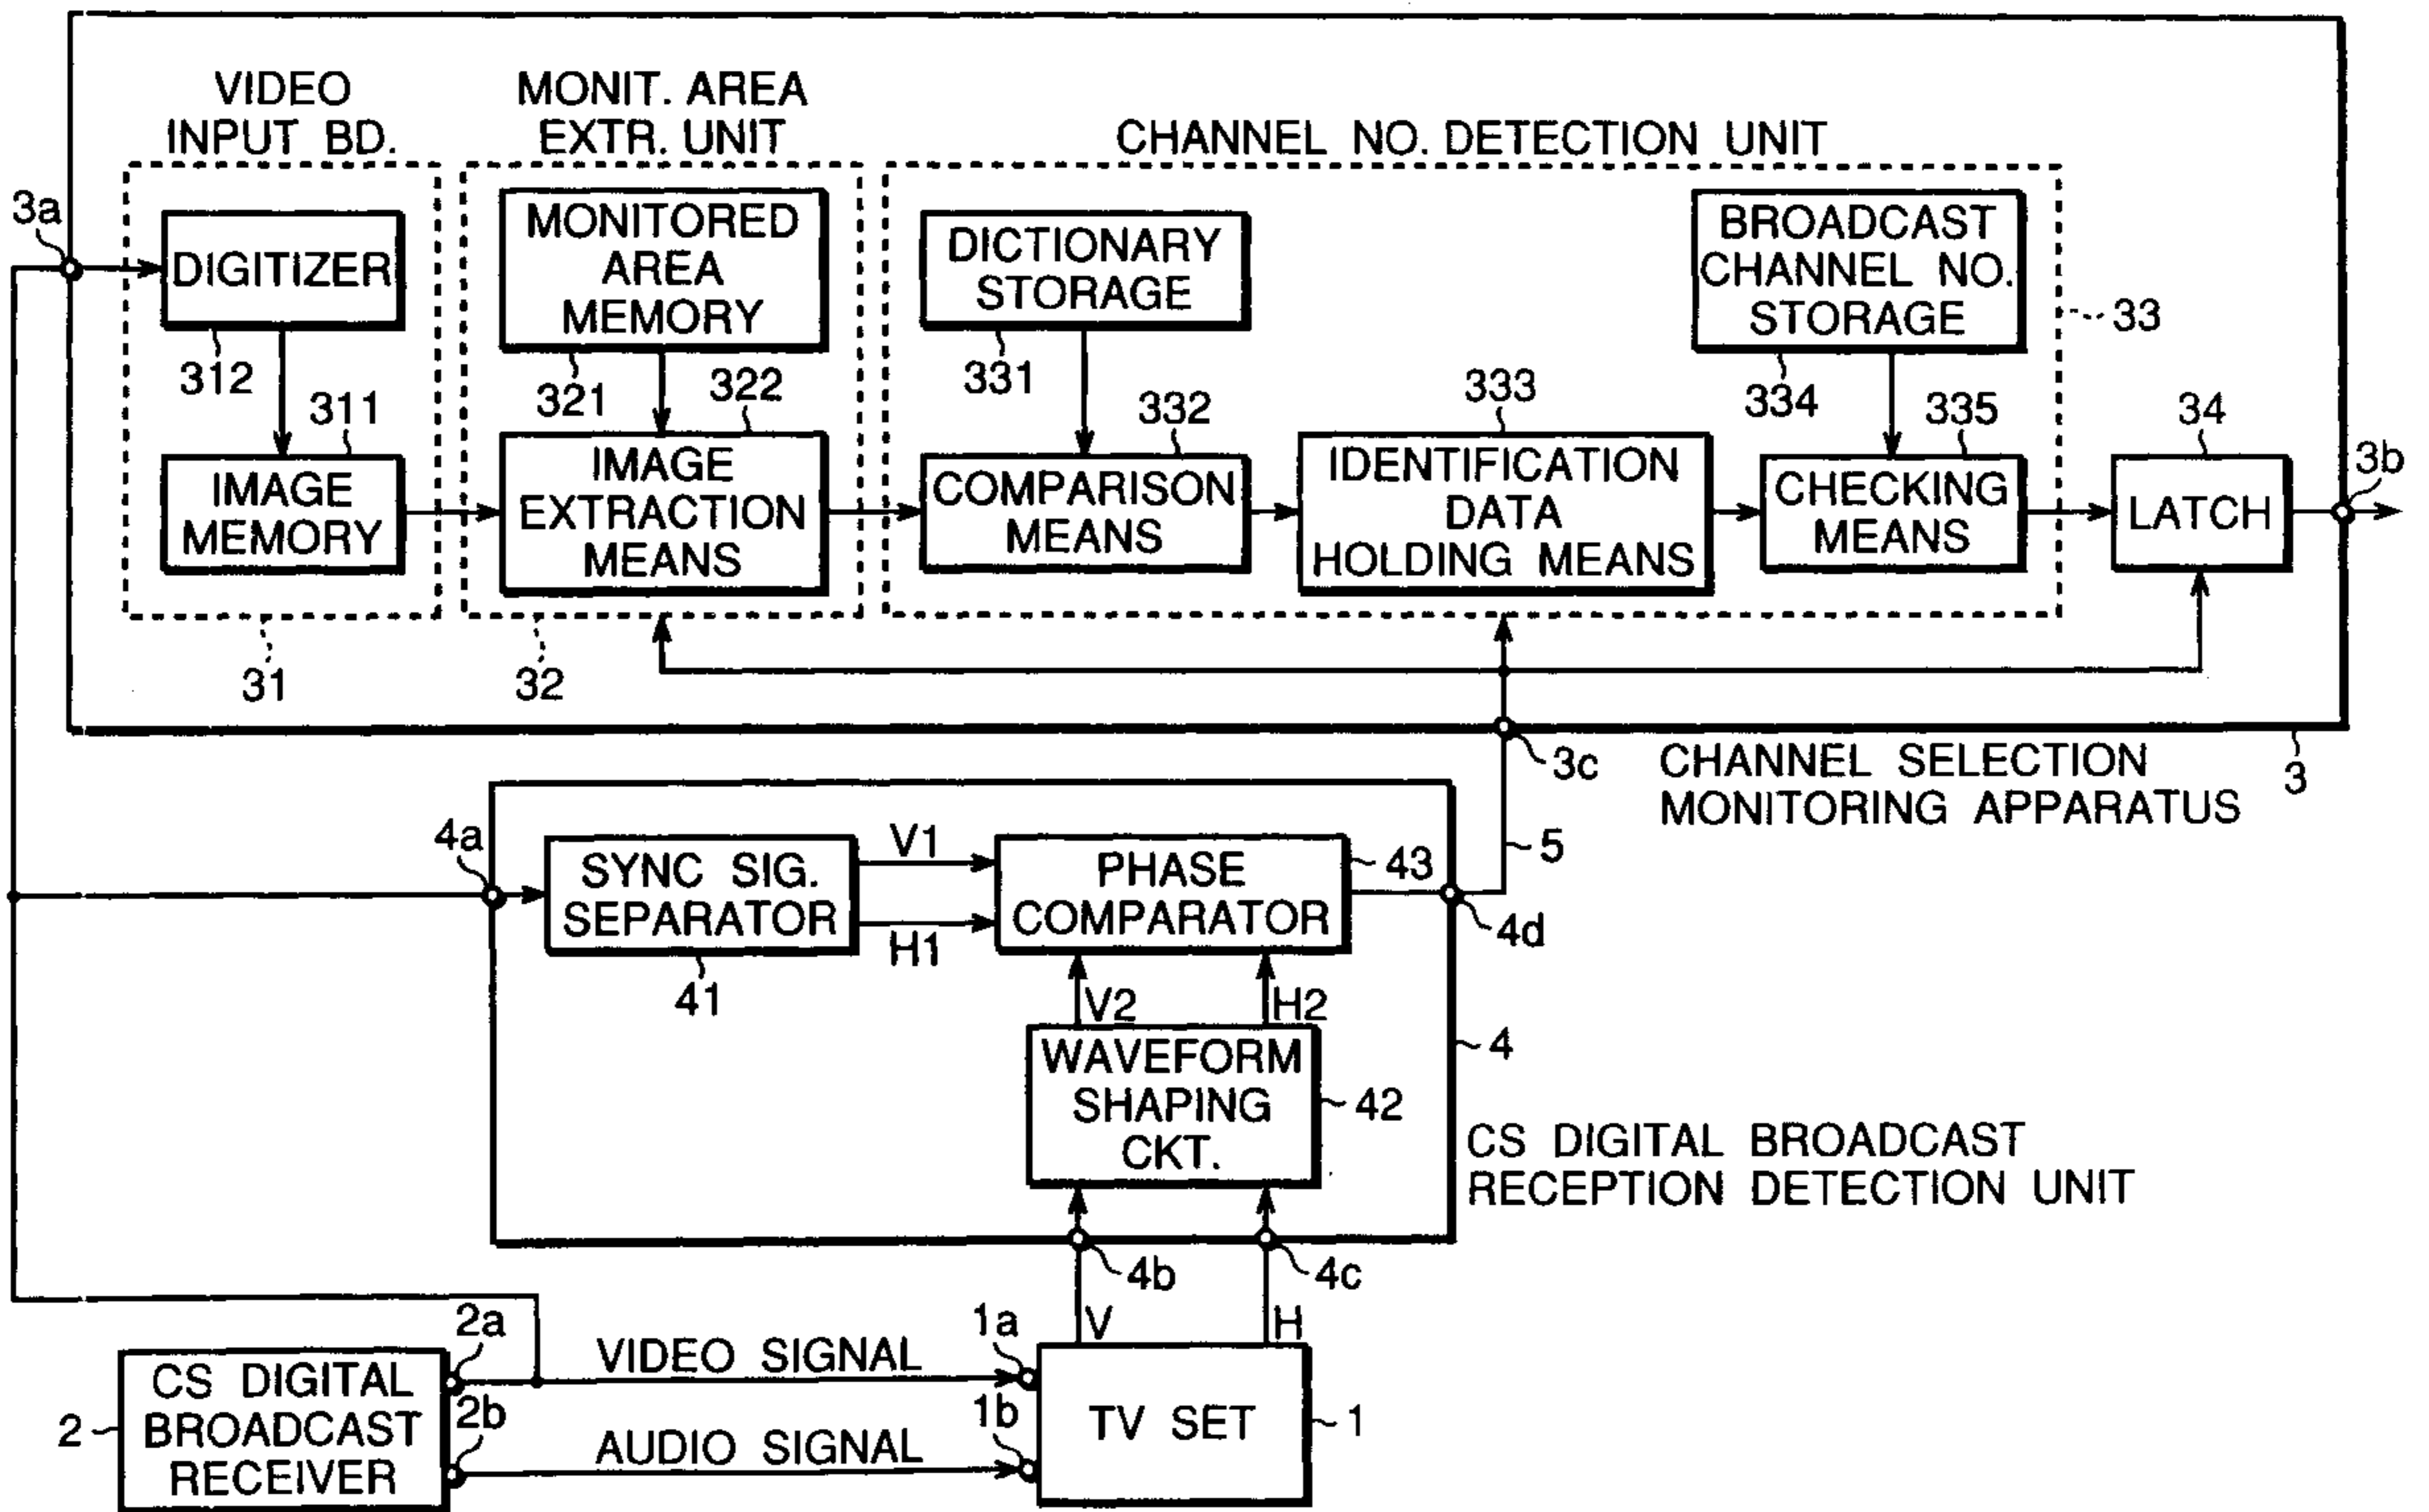 VIDEO
INPUT BD.
MONIT. AREA
EXTR. UNIT
CHANNEL NO. DETECTION UNIT
3a
DIGITIZER
312
311
IMAGE
MEMORY
31
MONITORED
AREA
MEMORY
321
322
IMAGE
EXTRACTION
MEANS
32
DICTIONARY
STORAGE
331
332
COMPARISON
MEANS
333
IDENTIFICATION
DATA
HOLDING MEANS
BROADCAST
CHANNEL NO.
STORAGE
334
335
CHECKING
MEANS
33
34
LATCH
3b
3c
CHANNEL SELECTION
MONITORING APPARATUS
3
4a
SYNC SIG.
SEPARATOR
41
V1
H1
PHASE
COMPARATOR
43
4d
5
V2
H2
WAVEFORM
SHAPING
CKT.
42
4
CS DIGITAL BROADCAST
RECEPTION DETECTION UNIT
4b
4c
V
H
2a
VIDEO SIGNAL
1a
CS DIGITAL
BROADCAST
RECEIVER
2
2b
AUDIO SIGNAL
1b
TV SET
1